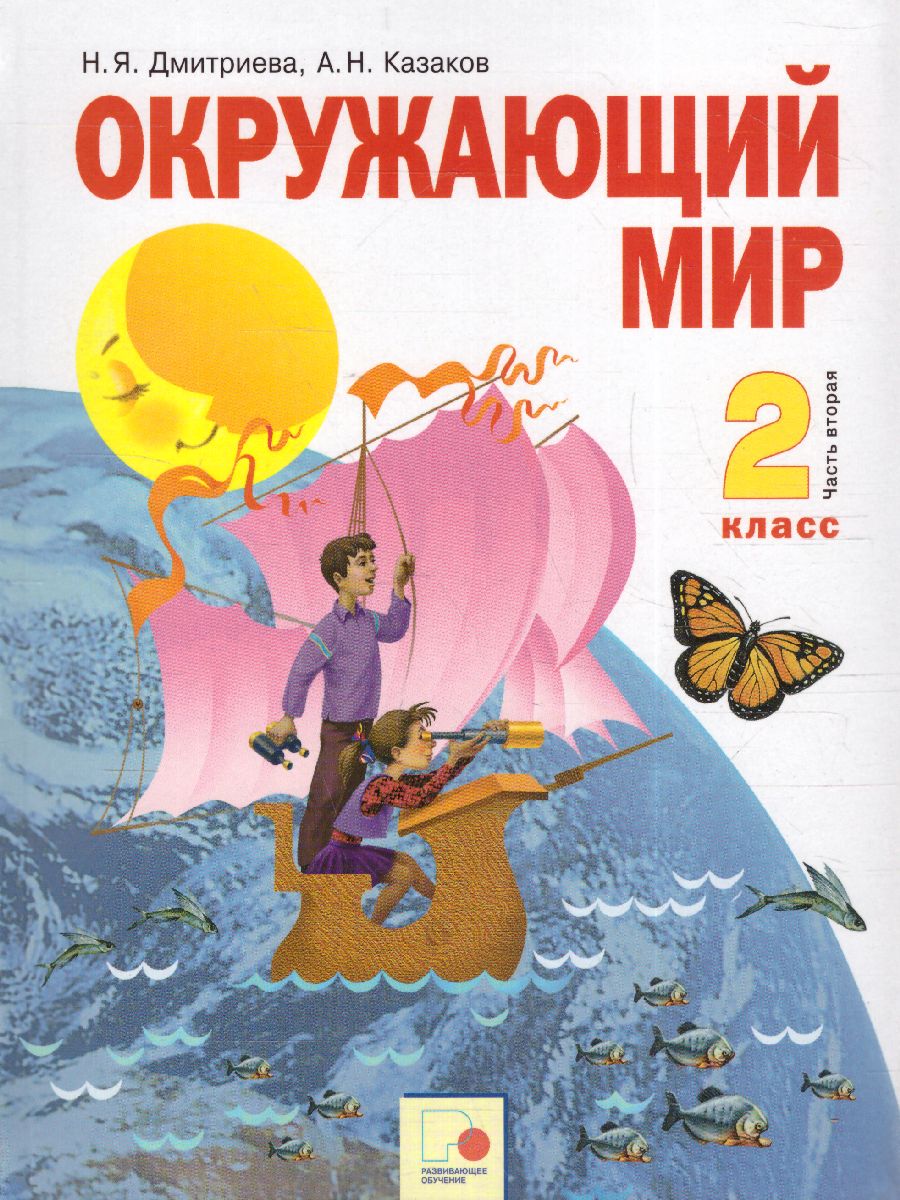 Н. Я. Дмитриева, А. Н. Казаков
ОКРУЖАЮЩИЙ
МИР
2
Часть вторая
класс
РАЗВИВАЮЩЕЕ
ОБУЧЕНИЕ